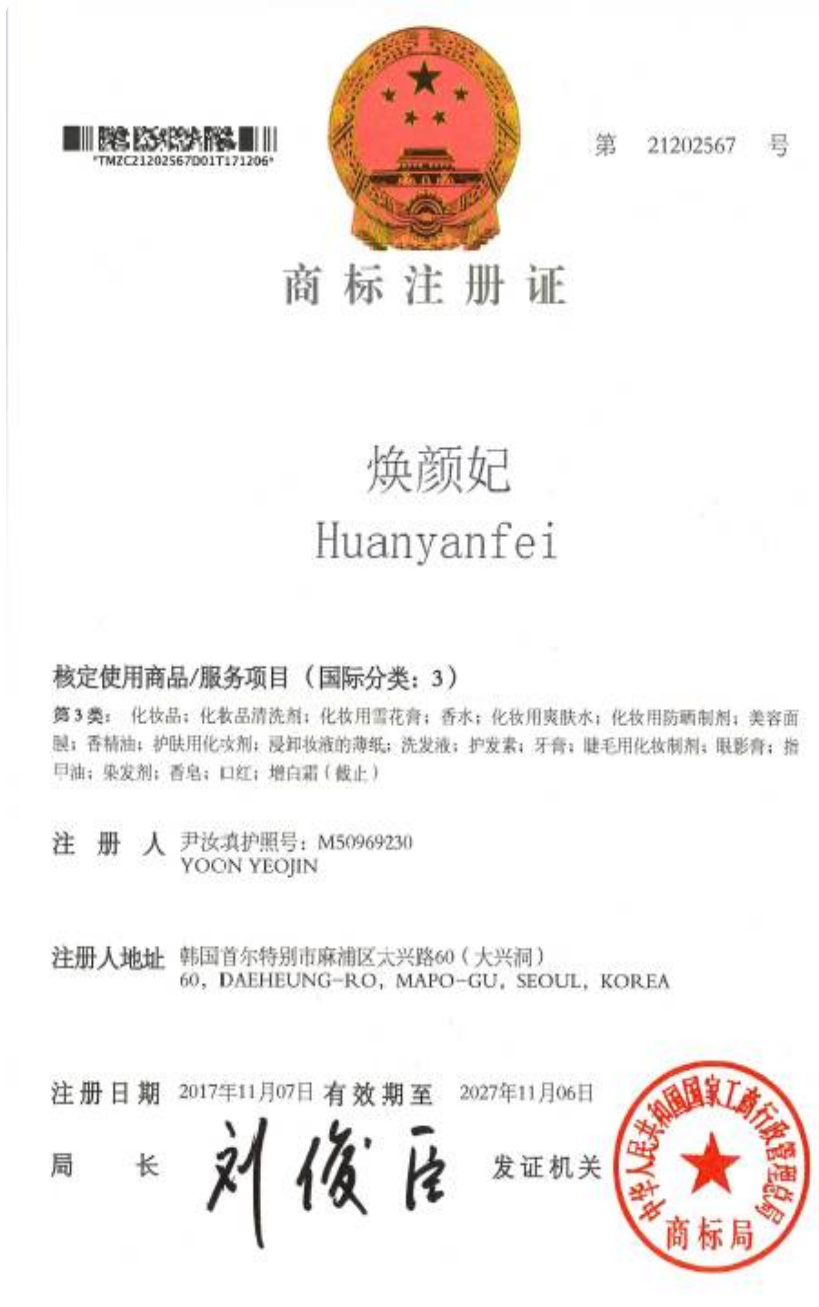 *TMZC21202567D01T171206*
第 21202567 号
商标注册证
焕颜妃
Huanyanfei
核定使用商品/服务项目（国际分类：3）
第3类：化妆品；化妆品清洗剂；化妆用雪花膏；香水；化妆用爽肤水；化妆用防晒制剂；美容面
膜；香精油；护肤用化妆剂；浸卸妆液的薄纸；洗发液；护发素；牙膏；睫毛用化妆制剂；眼影膏；指
甲油；染发剂；香皂；口红；增白霜（截止）
注册人 尹汝填护照号：M50969230
YOON YEOJIN
注册人地址 韩国首尔特别市麻浦区大兴路60（大兴洞）
60, DAEHEUNG-RO, MAPO-GU, SEOUL, KOREA
注册日期 2017年11月07日 有效期至 2027年11月06日
局长 刘俊臣 发证机关
中华人民共和国国家工商行政管理总局
商标局